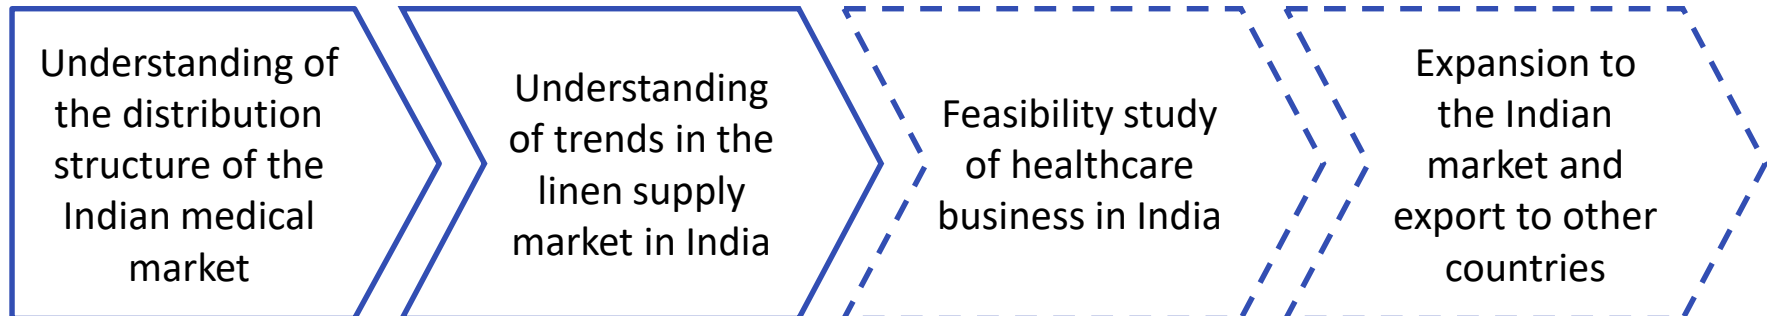 Understanding of
the distribution
structure of the
Indian medical
market
Understanding
of trends in the
linen supply
market in India
Feasibility study
of healthcare
business in India
Expansion to
the Indian
market and
export to other
countries